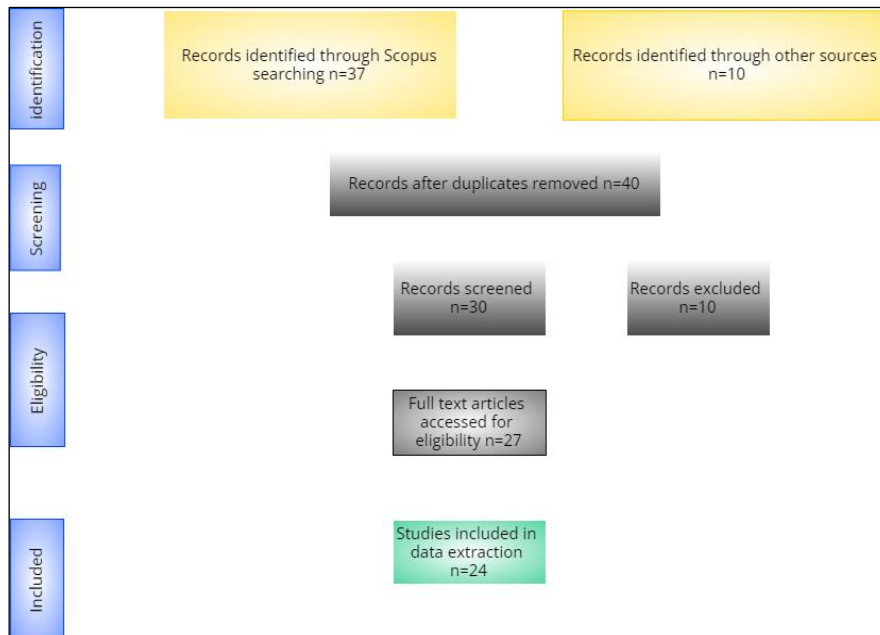 identification
Records identified through Scopus
searching n=37
Records identified through other sources
n=10
Screening
Records after duplicates removed n=40
Records screened
n=30
Records excluded
n=10
Eligibility
Full text articles
accessed for
eligibility n=27
Included
Studies included in
data extraction
n=24